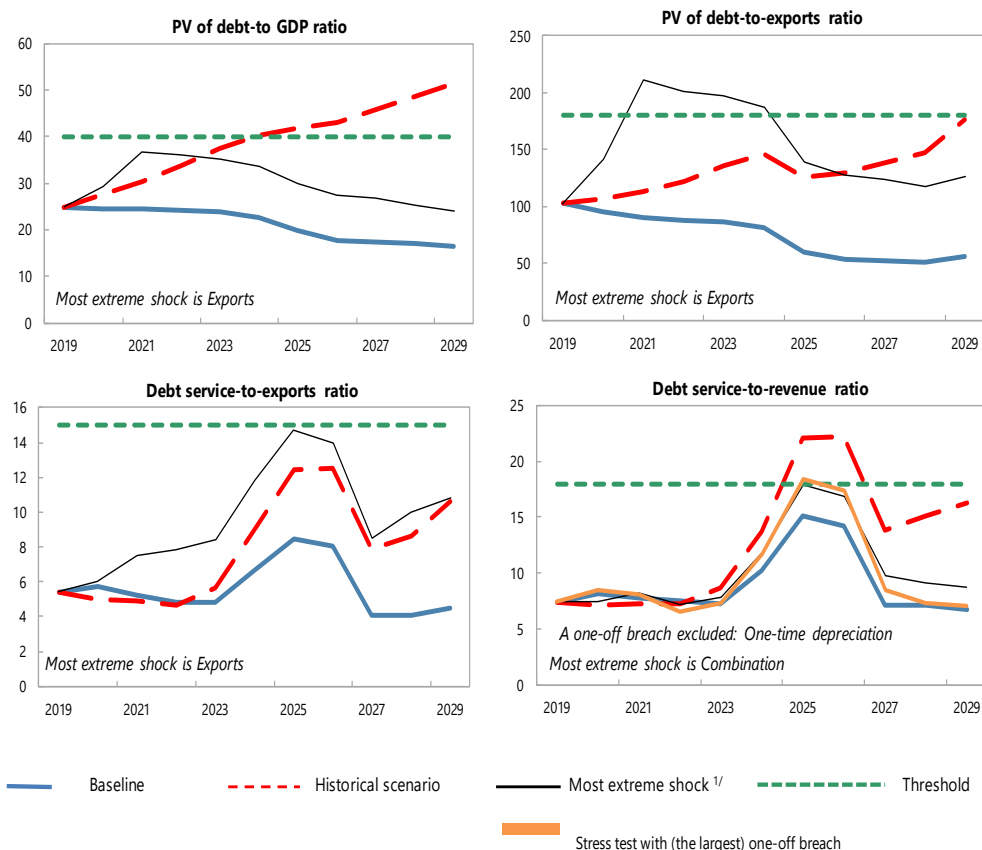 PV of debt-to GDP ratio
60
50
40
30
20
10
0
2019 2021 2023 2025 2027 2029
Most extreme shock is Exports
PV of debt-to-exports ratio
250
200
150
100
50
0
2019 2021 2023 2025 2027 2029
Most extreme shock is Exports
Debt service-to-exports ratio
16
14
12
10
8
6
4
2
0
2019 2021 2023 2025 2027 2029
Most extreme shock is Exports
Debt service-to-revenue ratio
25
20
15
10
5
0
2019 2021 2023 2025 2027 2029
A one-off breach excluded: One-time depreciation
Most extreme shock is Combination
Baseline
Historical scenario
Most extreme shock 1/
Threshold
Stress test with (the largest) one-off breach